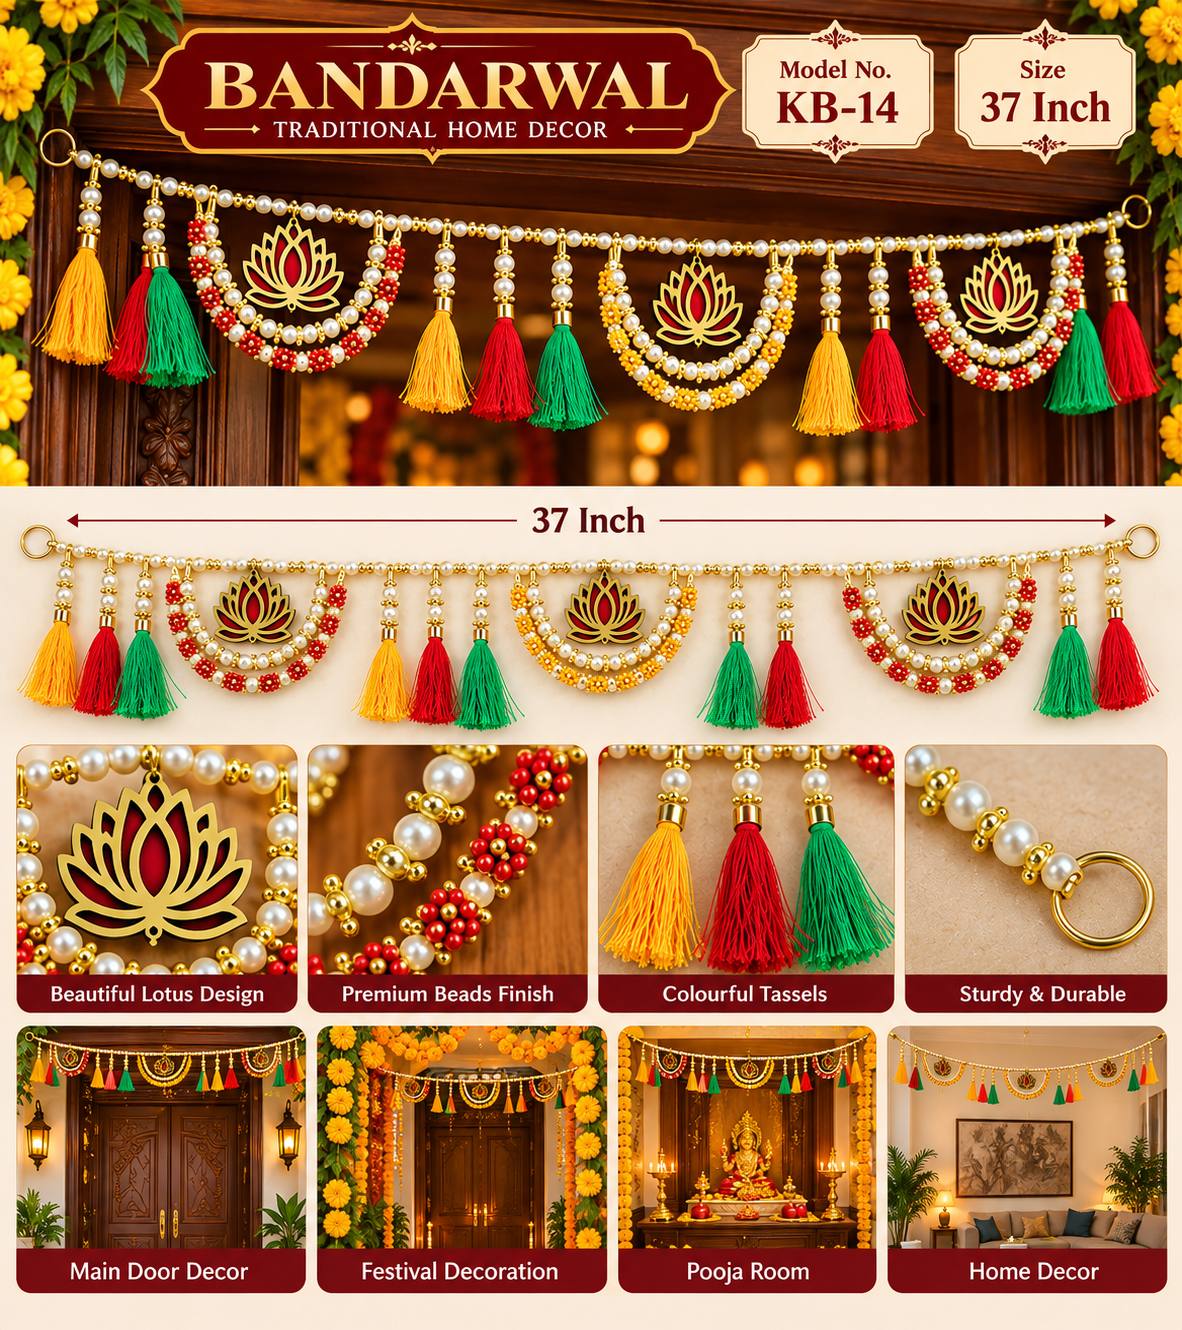 BANDARWAL
TRADITIONAL HOME DECOR
Model No.
KB-14
Size
37 Inch
37 Inch
Beautiful Lotus Design
Premium Beads Finish
Colourful Tassels
Sturdy & Durable
Main Door Decor
Festival Decoration
Pooja Room
Home Decor